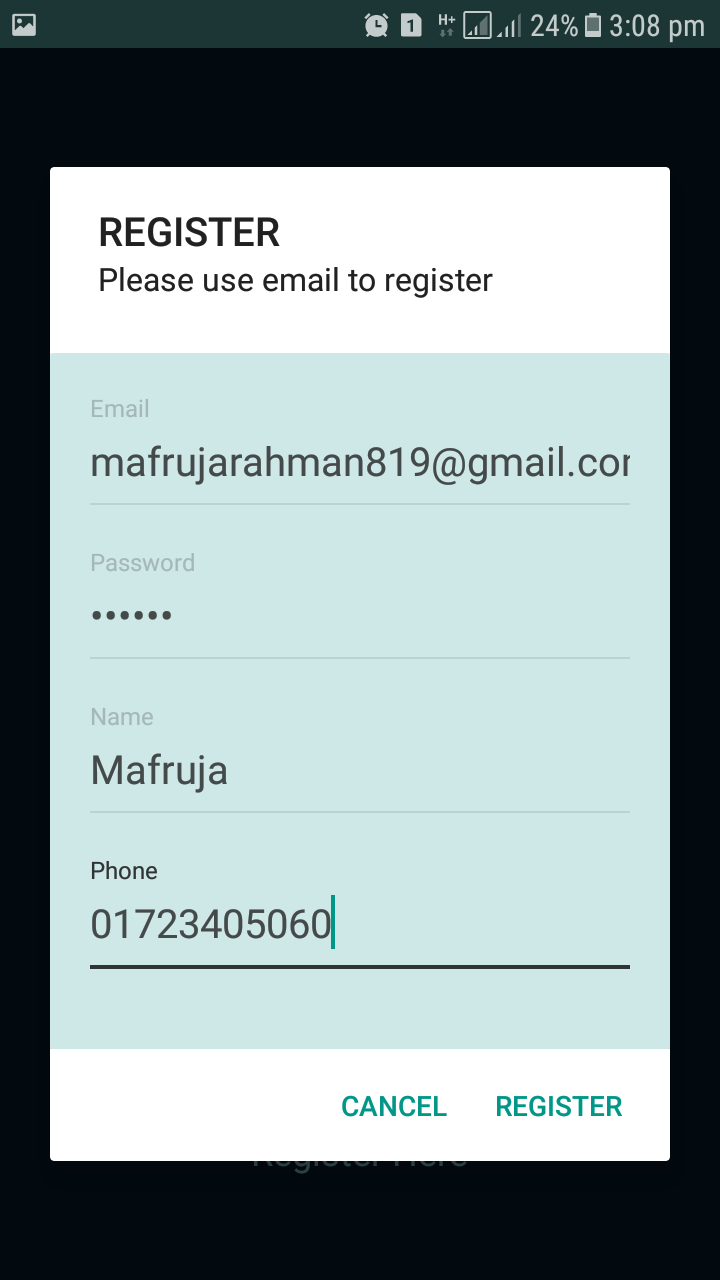 1 H+ 24% 3:08 pm
REGISTER
Please use email to register
Email
mafrujarahman819@gmail.cor
Password
••••••
Name
Mafruja
Phone
01723405060
CANCEL REGISTER
Register Here